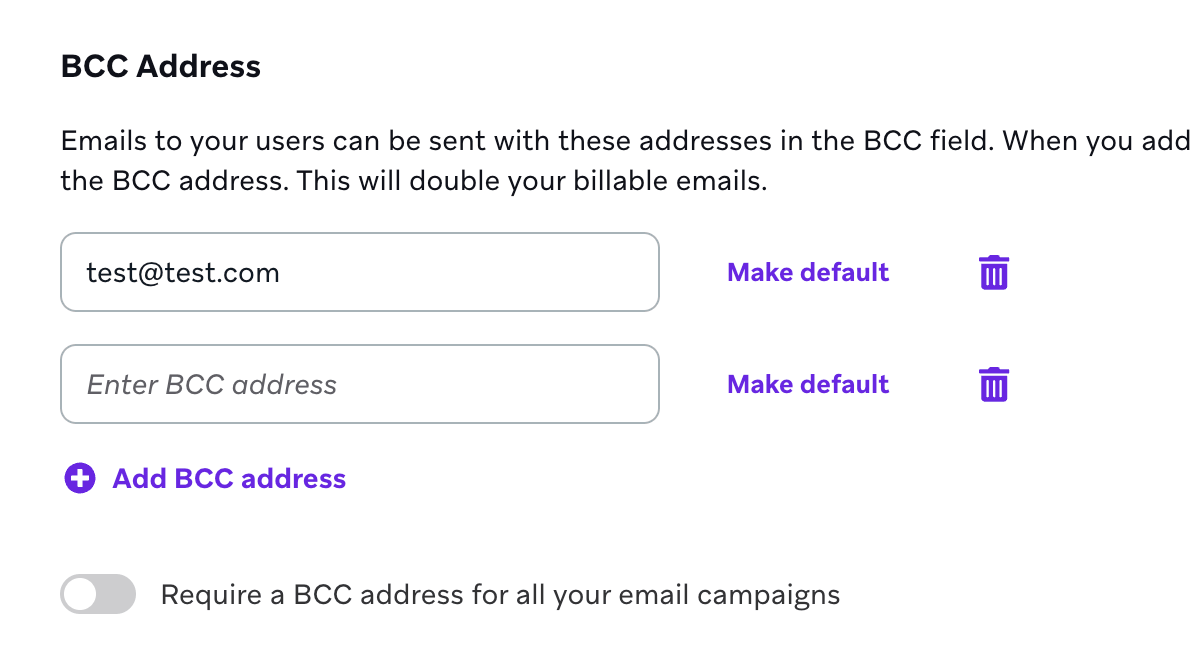 BCC Address
Emails to your users can be sent with these addresses in the BCC field. When you add
the BCC address. This will double your billable emails.
test@test.com Make default
Enter BCC address Make default
Add BCC address
Require a BCC address for all your email campaigns